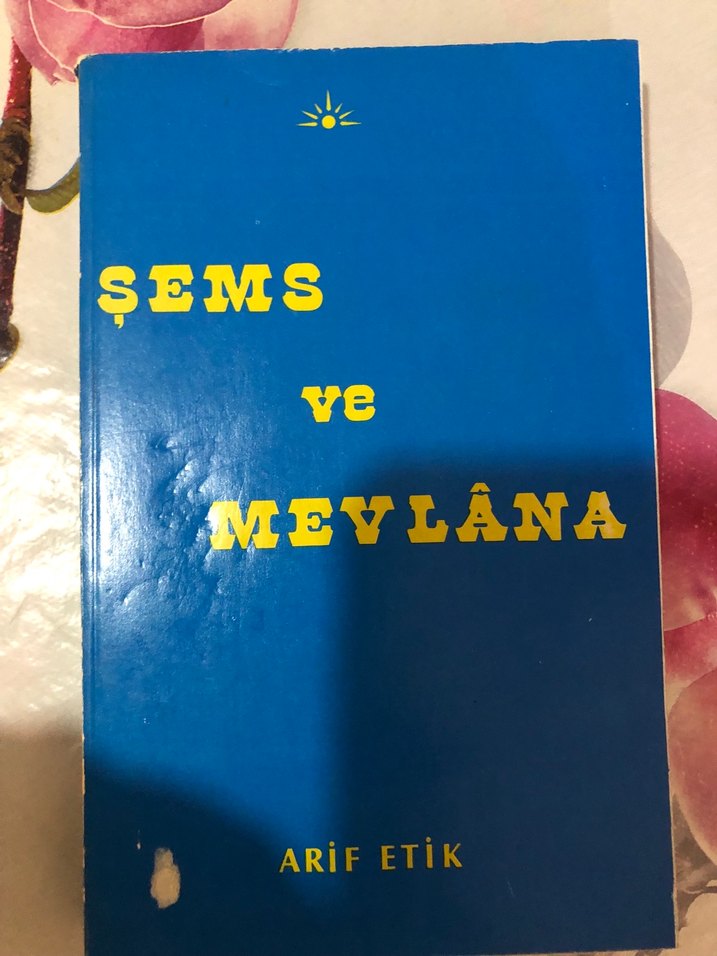 ŞEMS
ve
MEVLÂNA
ARİF ETİK